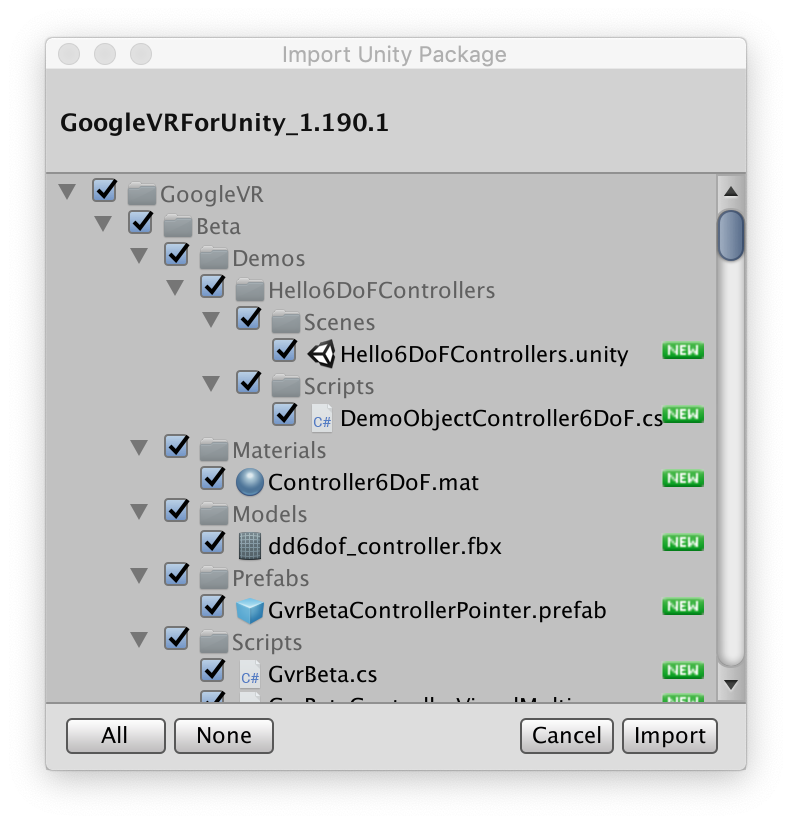 Import Unity Package
GoogleVRForUnity_1.190.1
GoogleVR
Beta
Demos
Hello6DoFControllers
Scenes
Hello6DoFControllers.unity NEW
Scripts
C# DemoObjectController6DoF.cs NEW
Materials
Controller6DoF.mat NEW
Models
dd6dof_controller.fbx NEW
Prefabs
GvrBetaControllerPointer.prefab NEW
Scripts
C# GvrBeta.cs NEW
All None Cancel Import